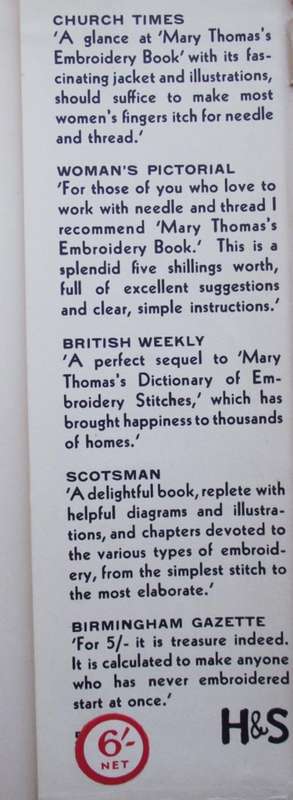 CHURCH TIMES
'A glance at 'Mary Thomas's
Embroidery Book' with its fas-
cinating jacket and illustrations,
should suffice to make most
women's fingers itch for needle
and thread.'
WOMAN'S PICTORIAL
'For those of you who love to
work with needle and thread I
recommend 'Mary Thomas's
Embroidery Book.' This is a
splendid five shillings worth,
full of excellent suggestions
and clear, simple instructions.'
BRITISH WEEKLY
'A perfect sequel to 'Mary
Thomas's Dictionary of Em-
broidery Stitches,' which has
brought happiness to thousands
of homes.'
SCOTSMAN
'A delightful book, replete with
helpful diagrams and illustra-
tions, and chapters devoted to
the various types of embroid-
ery, from the simplest stitch to
the most elaborate.'
BIRMINGHAM GAZETTE
'For 5/- it is treasure indeed.
It is calculated to make anyone
who has never embroidered
start at once.'
6/-
NET
H&S